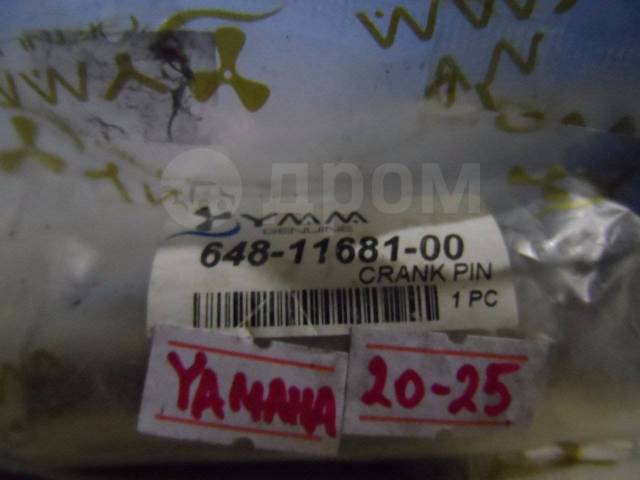 ДРОМ
YMM
GENUINE
648-11681-00
CRANK PIN
1 PC
YAMAHA
20-25